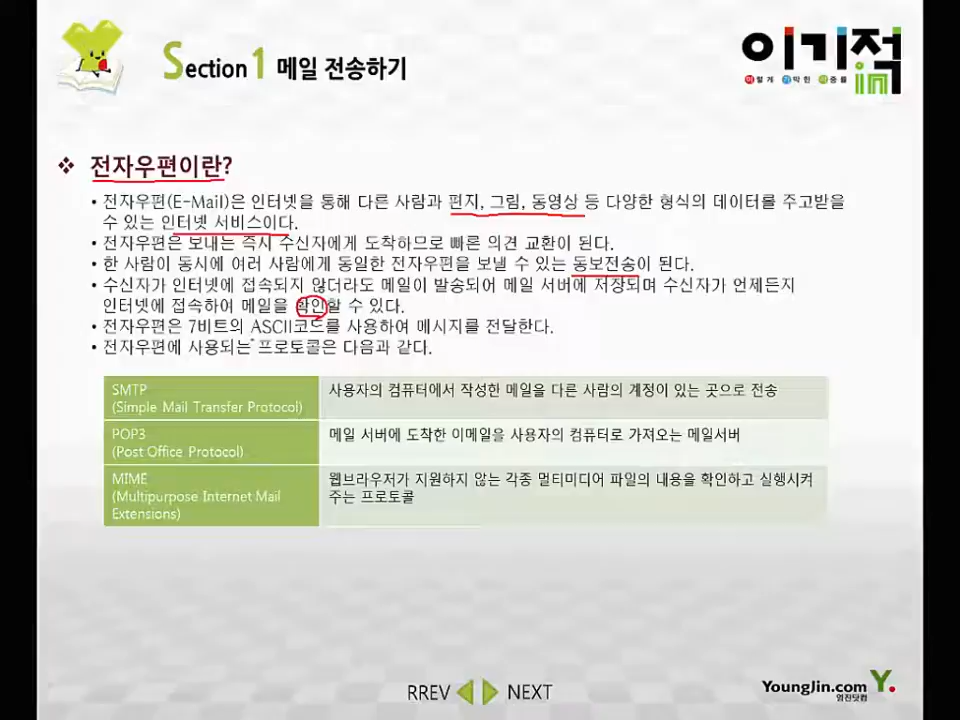 Section 1 메일 전송하기
이기적in
이렇게 기막힌 적중률
❖ 전자우편이란?
• 전자우편(E-Mail)은 인터넷을 통해 다른 사람과 편지, 그림, 동영상 등 다양한 형식의 데이터를 주고받을
수 있는 인터넷 서비스이다.
• 전자우편은 보내는 즉시 수신자에게 도착하므로 빠른 의견 교환이 된다.
• 한 사람이 동시에 여러 사람에게 동일한 전자우편을 보낼 수 있는 동보전송이 된다.
• 수신자가 인터넷에 접속되지 않더라도 메일이 발송되어 메일 서버에 저장되며 수신자가 언제든지
인터넷에 접속하여 메일을 확인할 수 있다.
• 전자우편은 7비트의 ASCII코드를 사용하여 메시지를 전달한다.
• 전자우편에 사용되는 프로토콜은 다음과 같다.
SMTP
(Simple Mail Transfer Protocol)
사용자의 컴퓨터에서 작성한 메일을 다른 사람의 계정이 있는 곳으로 전송
POP3
(Post Office Protocol)
메일 서버에 도착한 이메일을 사용자의 컴퓨터로 가져오는 메일서버
MIME
(Multipurpose Internet Mail
Extensions)
웹브라우저가 지원하지 않는 각종 멀티미디어 파일의 내용을 확인하고 실행시켜
주는 프로토콜
RREV NEXT
YoungJin.com Y.
영진닷컴